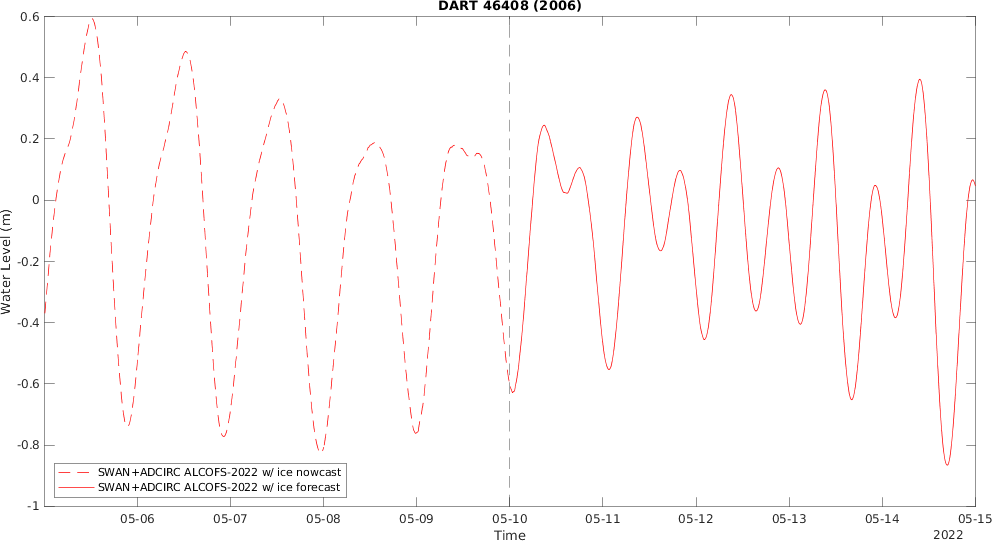 DART 46408 (2006)
0.6
0.4
0.2
0
-0.2
-0.4
-0.6
-0.8
-1
Water Level (m)
SWAN+ADCIRC ALCOFS-2022 w/ ice nowcast
SWAN+ADCIRC ALCOFS-2022 w/ ice forecast
05-06 05-07 05-08 05-09 05-10 05-11 05-12 05-13 05-14 05-15
Time
2022